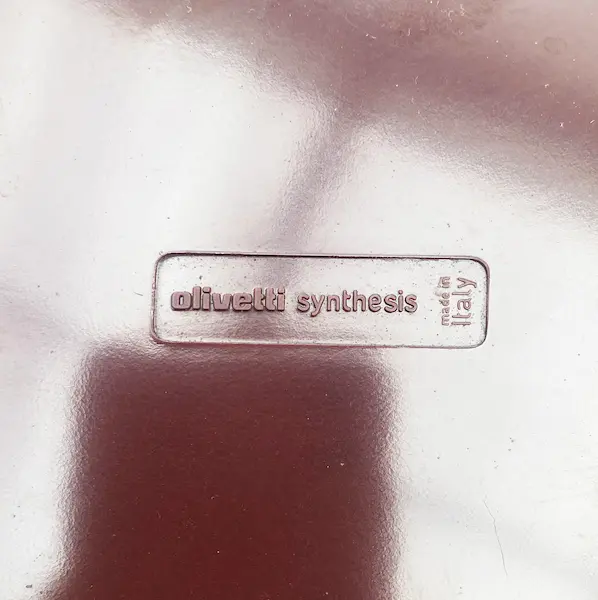 olivetti synthesis
made in
Italy